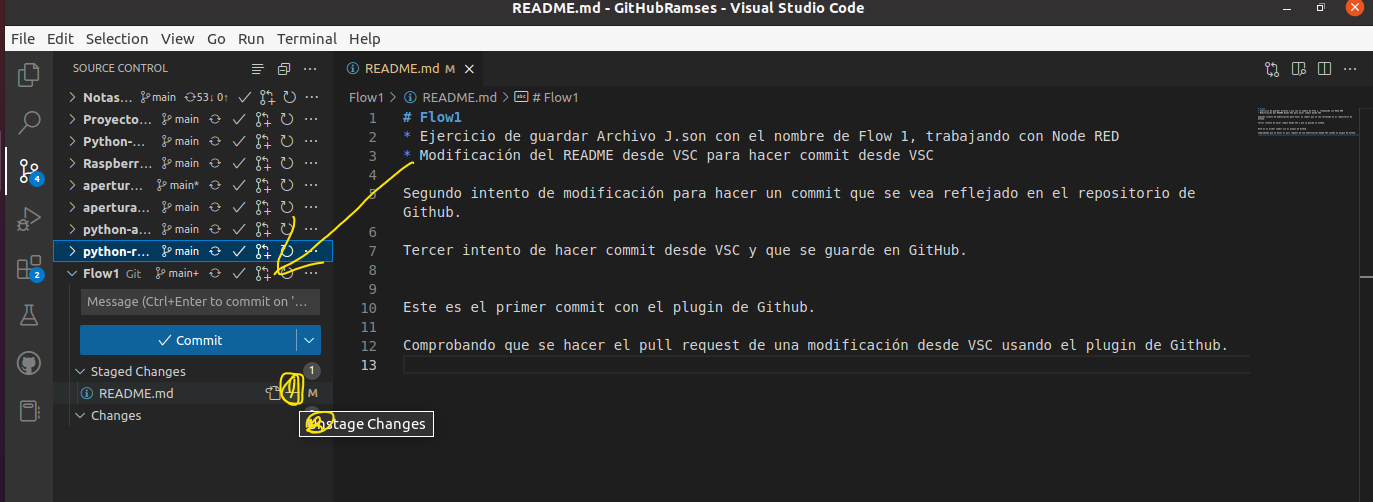 README.md - GitHubRamses - Visual Studio Code
File Edit Selection View Go Run Terminal Help
SOURCE CONTROL
Notas... main 53↓ 0↑
Proyecto... main
Python-... main
Raspberr... main
apertur... main*
apertura... main
python-a... main
python-r... main
Flow1 Git main+
Message (Ctrl+Enter to commit on '...
Commit
Staged Changes 1
README.md M
Changes
Unstage Changes
4
2
README.md M
Flow1 > README.md > # Flow1
1 # Flow1
2 * Ejercicio de guardar Archivo J.son con el nombre de Flow 1, trabajando con Node RED
3 * Modificación del README desde VSC para hacer commit desde VSC
4
5 Segundo intento de modificación para hacer un commit que se vea reflejado en el repositorio de
Github.
6
7 Tercer intento de hacer commit desde VSC y que se guarde en GitHub.
8
9
10 Este es el primer commit con el plugin de Github.
11
12 Comprobando que se hacer el pull request de una modificación desde VSC usando el plugin de Github.
13